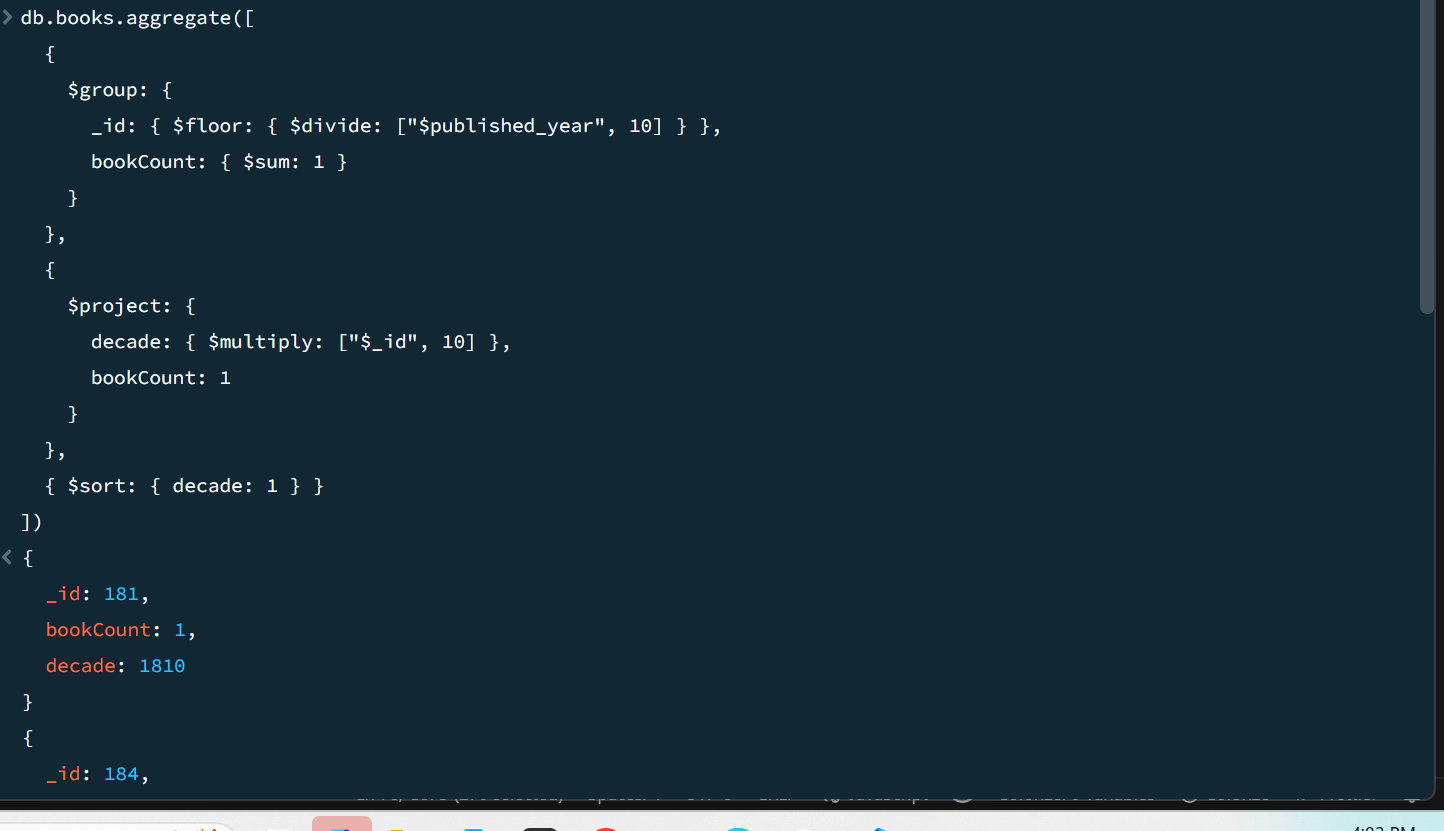 > db.books.aggregate([
{
$group: {
_id: { $floor: { $divide: ["$published_year", 10] } },
bookCount: { $sum: 1 }
}
},
{
$project: {
decade: { $multiply: ["$_id", 10] },
bookCount: 1
}
},
{ $sort: { decade: 1 } }
])
< {
_id: 181,
bookCount: 1,
decade: 1810
}
{
_id: 184,